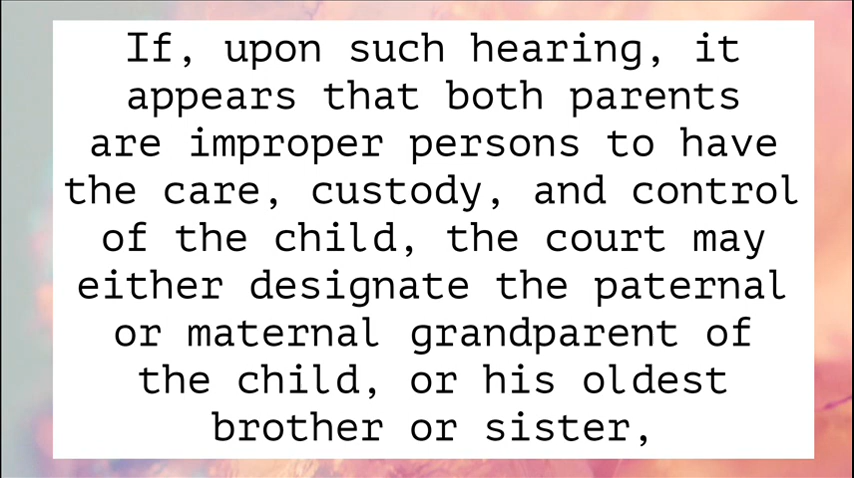 If, upon such hearing, it
appears that both parents
are improper persons to have
the care, custody, and control
of the child, the court may
either designate the paternal
or maternal grandparent of
the child, or his oldest
brother or sister,